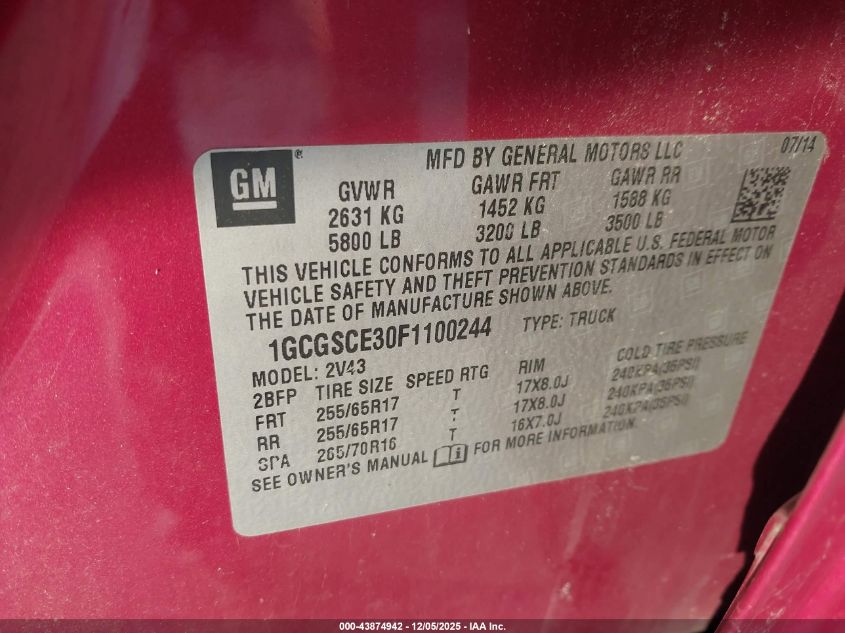 GM ®
MFD BY GENERAL MOTORS LLC 07/14
GVWR GAWR FRT GAWR RR
2631 KG 1452 KG 1588 KG
5800 LB 3200 LB 3500 LB
THIS VEHICLE CONFORMS TO ALL APPLICABLE U.S. FEDERAL MOTOR
VEHICLE SAFETY AND THEFT PREVENTION STANDARDS IN EFFECT ON
THE DATE OF MANUFACTURE SHOWN ABOVE.
1GCGSCE30F1100244 TYPE: TRUCK
MODEL: 2V43
2BFP TIRE SIZE SPEED RTG RIM COLD TIRE PRESSURE
FRT 255/65R17 T 17X8.0J 240KPA(35PSI)
RR 255/65R17 T 17X8.0J 240KPA(35PSI)
SPA 265/70R16 T 16X7.0J 240KPA(35PSI)
SEE OWNER'S MANUAL FOR MORE INFORMATION.
000-43874942 - 12/05/2025 - IAA Inc.